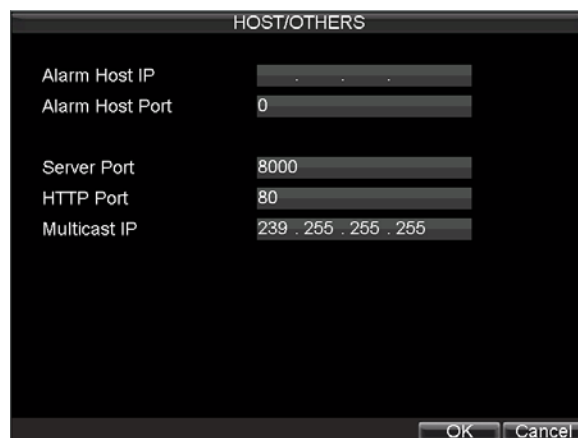 HOST/OTHERS
Alarm Host IP . . .
Alarm Host Port 0
Server Port 8000
HTTP Port 80
Multicast IP 239 . 255 . 255 . 255
OK Cancel